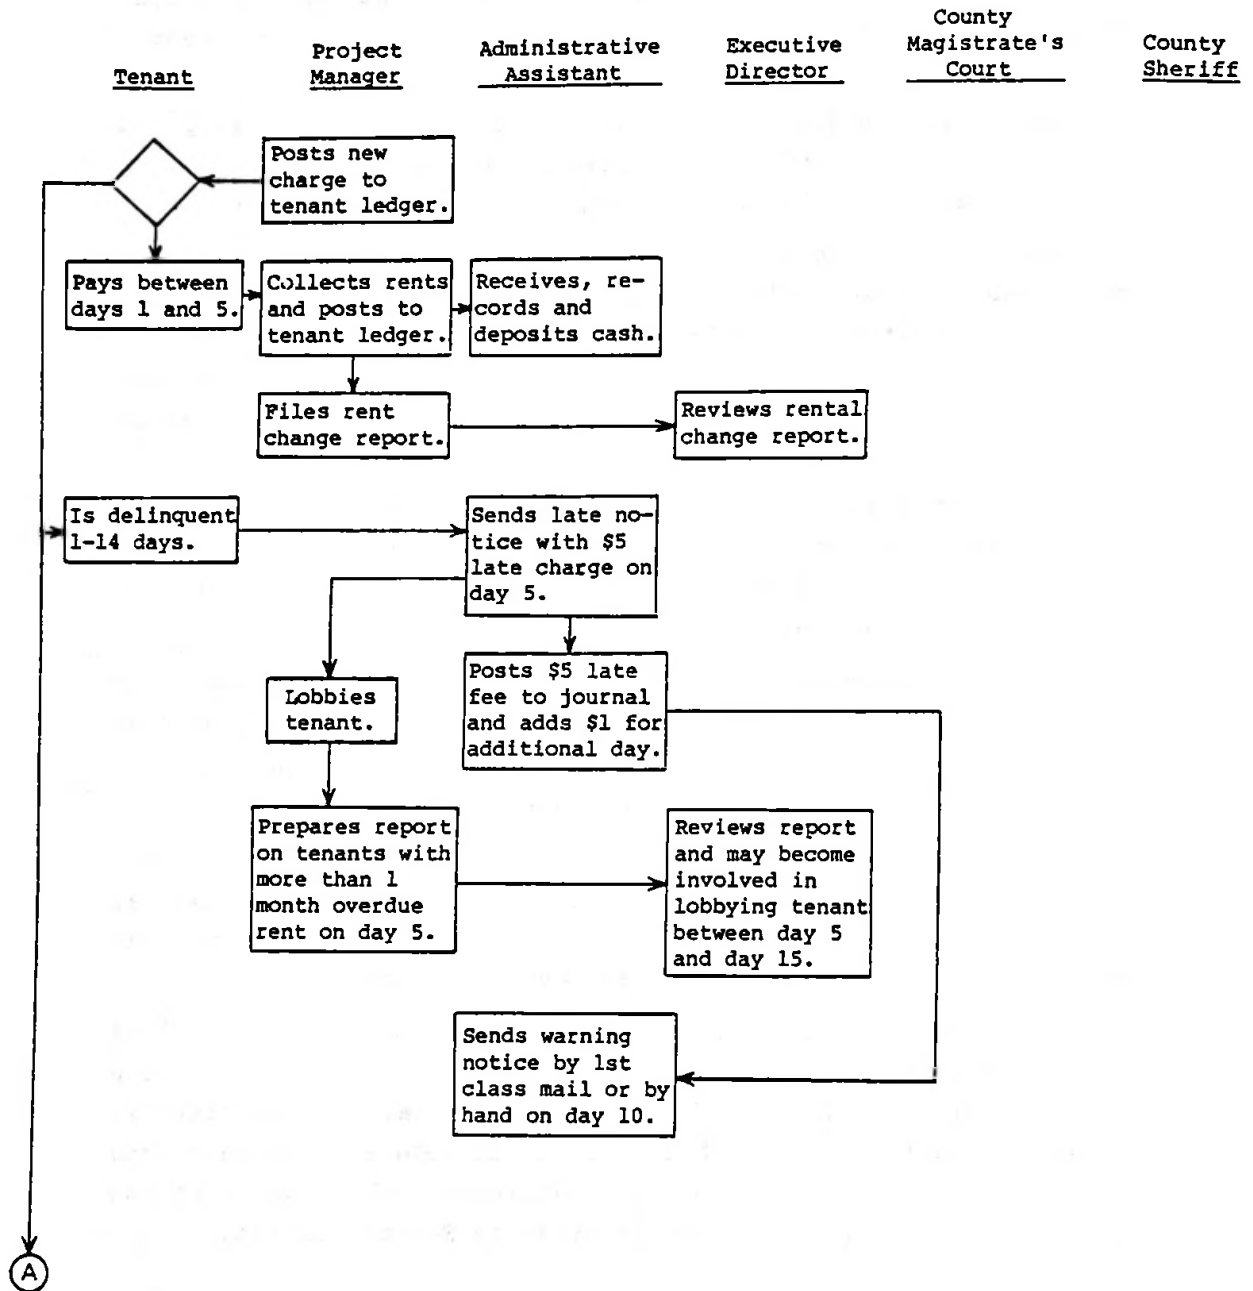 Tenant
Project
Manager
Administrative
Assistant
Executive
Director
County
Magistrate's
Court
County
Sheriff
Posts new
charge to
tenant ledger.
Pays between
days 1 and 5.
Collects rents
and posts to
tenant ledger.
Receives, re-
cords and
deposits cash.
Files rent
change report.
Reviews rental
change report.
Is delinquent
1-14 days.
Sends late no-
tice with $5
late charge on
day 5.
Lobbies
tenant.
Posts $5 late
fee to journal
and adds $1 for
additional day.
Prepares report
on tenants with
more than 1
month overdue
rent on day 5.
Reviews report
and may become
involved in
lobbying tenant
between day 5
and day 15.
Sends warning
notice by 1st
class mail or by
hand on day 10.
A